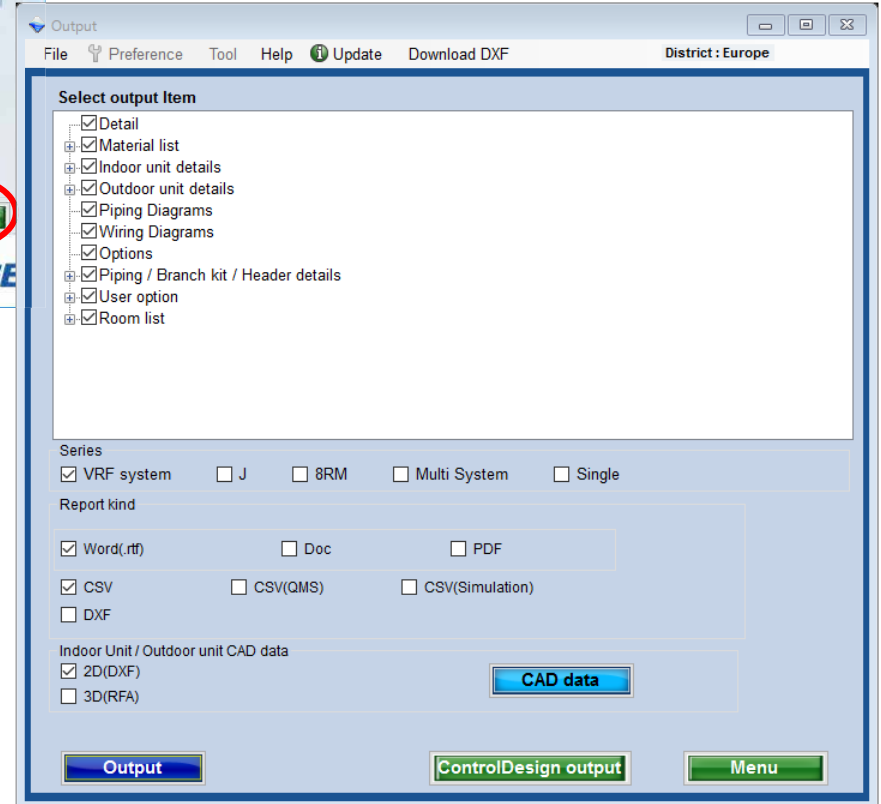 Output
File Preference Tool Help Update Download DXF District : Europe
Select output Item
Detail
Material list
Indoor unit details
Outdoor unit details
Piping Diagrams
Wiring Diagrams
Options
Piping / Branch kit / Header details
User option
Room list
Series
VRF system J 8RM Multi System Single
Report kind
Word(.rtf) Doc PDF
CSV CSV(QMS) CSV(Simulation)
DXF
Indoor Unit / Outdoor unit CAD data
2D(DXF)
CAD data
3D(RFA)
Output ControlDesign output Menu